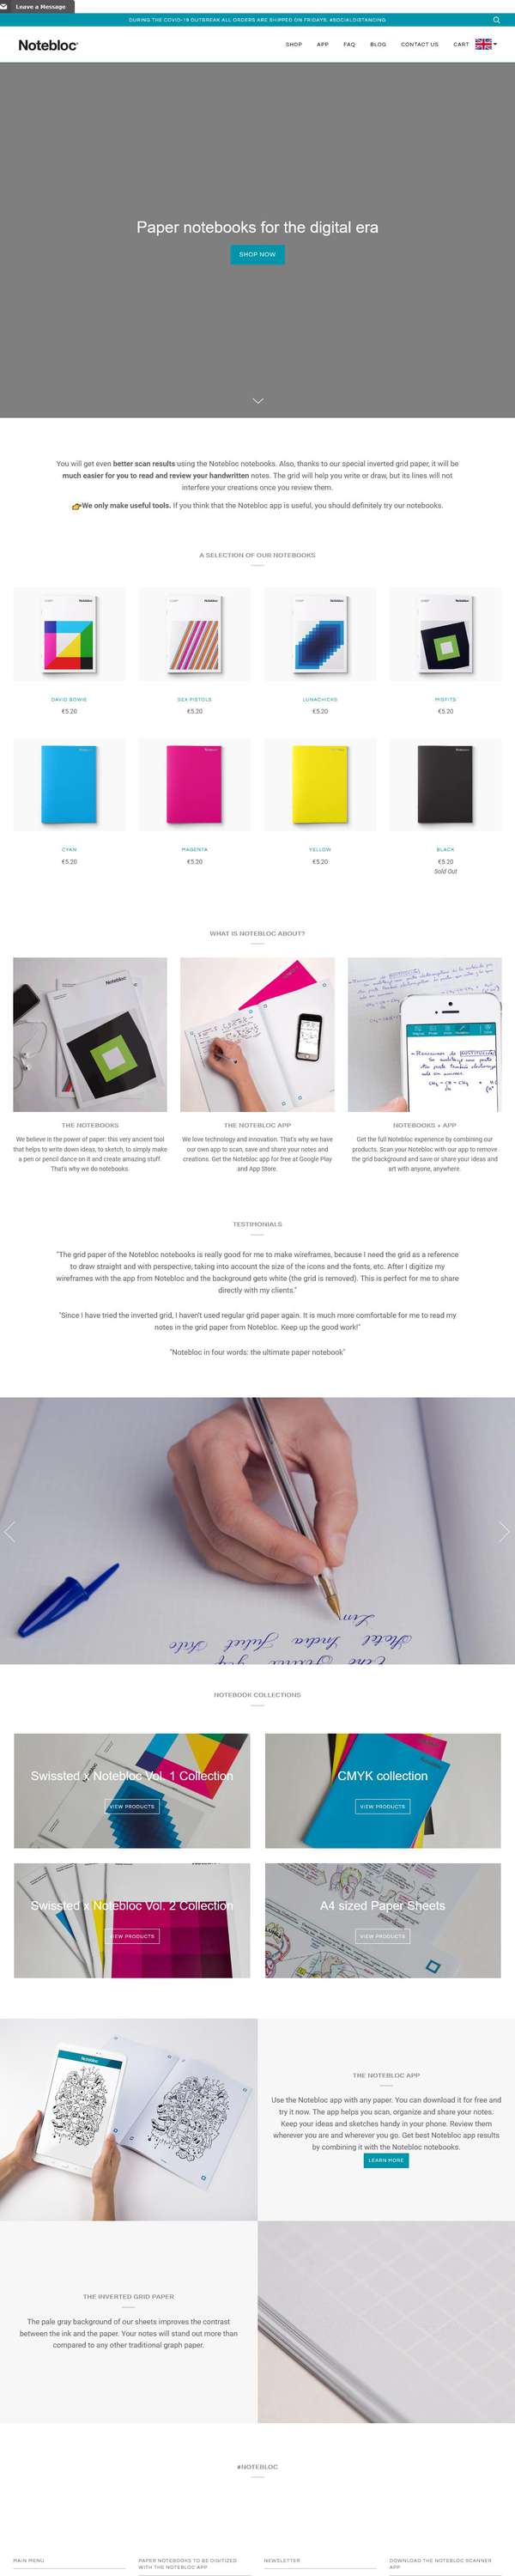 Leave a Message
DURING THE COVID-19 OUTBREAK ALL ORDERS ARE SHIPPED ON FRIDAYS. #SOCIALDISTANCING
Notebloc
SHOP APP FAQ BLOG CONTACT US CART
Paper notebooks for the digital era
SHOP NOW
You will get even better scan results using the Notebloc notebooks. Also, thanks to our special inverted grid paper, it will be
much easier for you to read and review your handwritten notes. The grid will help you write or draw, but its lines will not
interfere your creations once you review them.
We only make useful tools. If you think that the Notebloc app is useful, you should definitely try our notebooks.
A SELECTION OF OUR NOTEBOOKS
DAVID BOWIE SEX PISTOLS LUNACHICKS MISFITS
€5.20 €5.20 €5.20 €5.20
CYAN MAGENTA YELLOW BLACK
€5.20 €5.20 €5.20 €5.20
Sold Out
WHAT IS NOTEBLOC ABOUT?
Notebloc
THE NOTEBOOKS
We believe in the power of paper: this very ancient tool
that helps to write down ideas, to sketch, to simply make
a pen or pencil dance on it and create amazing stuff.
That's why we do notebooks.
THE NOTEBLOC APP
We love technology and innovation. That's why we have
our own app to scan, save and share your notes and
creations. Get the Notebloc app for free at Google Play
and App Store.
NOTEBOOKS + APP
Get the full Notebloc experience by combining our
products. Scan your Notebloc with our app to remove
the grid background and save or share your ideas and
art with anyone, anywhere.
TESTIMONIALS
"The grid paper of the Notebloc notebooks is really good for me to make wireframes, because I need the grid as a reference
to draw straight and with perspective, taking into account the size of the icons and the fonts, etc. After I digitize my
wireframes with the app from Notebloc and the background gets white (the grid is removed). This is perfect for me to share
directly with my clients."
"Since I have tried the inverted grid, I haven't used regular grid paper again. It is much more comfortable for me to read my
notes in the grid paper from Notebloc. Keep up the good work!"
"Notebloc in four words: the ultimate paper notebook"
NOTEBOOK COLLECTIONS
Swissted x Notebloc Vol. 1 Collection
VIEW PRODUCTS
CMYK collection
VIEW PRODUCTS
Swissted x Notebloc Vol. 2 Collection
VIEW PRODUCTS
A4 sized Paper Sheets
VIEW PRODUCTS
Notebloc
THE NOTEBLOC APP
Use the Notebloc app with any paper. You can download it for free and
try it now. The app helps you scan, organize and share your notes.
Keep your ideas and sketches handy in your phone. Review them
wherever you are and wherever you go. Get best Notebloc app results
by combining it with the Notebloc notebooks.
LEARN MORE
THE INVERTED GRID PAPER
The pale gray background of our sheets improves the contrast
between the ink and the paper. Your notes will stand out more than
compared to any other traditional graph paper.
#NOTEBLOC
MAIN MENU
PAPER NOTEBOOKS TO BE DIGITIZED
WITH THE NOTEBLOC APP
NEWSLETTER
DOWNLOAD THE NOTEBLOC SCANNER
APP